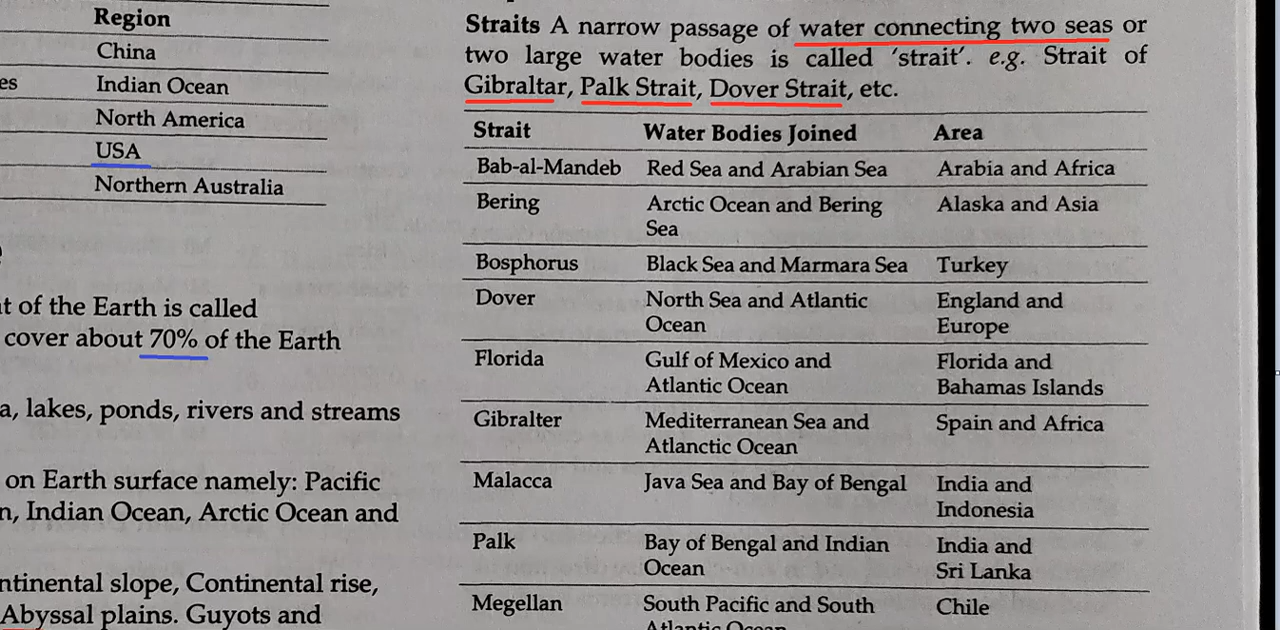 Region
China
es Indian Ocean
North America
USA
Northern Australia
t of the Earth is called
cover about 70% of the Earth
a, lakes, ponds, rivers and streams
on Earth surface namely: Pacific
n, Indian Ocean, Arctic Ocean and
ntinental slope, Continental rise,
Abyssal plains. Guyots and
Straits A narrow passage of water connecting two seas or
two large water bodies is called 'strait'. e.g. Strait of
Gibraltar, Palk Strait, Dover Strait, etc.
Strait Water Bodies Joined Area
Bab-al-Mandeb Red Sea and Arabian Sea Arabia and Africa
Bering Arctic Ocean and Bering Alaska and Asia
Sea
Bosphorus Black Sea and Marmara Sea Turkey
Dover North Sea and Atlantic England and
Ocean Europe
Florida Gulf of Mexico and Florida and
Atlantic Ocean Bahamas Islands
Gibralter Mediterranean Sea and Spain and Africa
Atlanctic Ocean
Malacca Java Sea and Bay of Bengal India and
Indonesia
Palk Bay of Bengal and Indian India and
Ocean Sri Lanka
Megellan South Pacific and South Chile
Atlantic Ocean